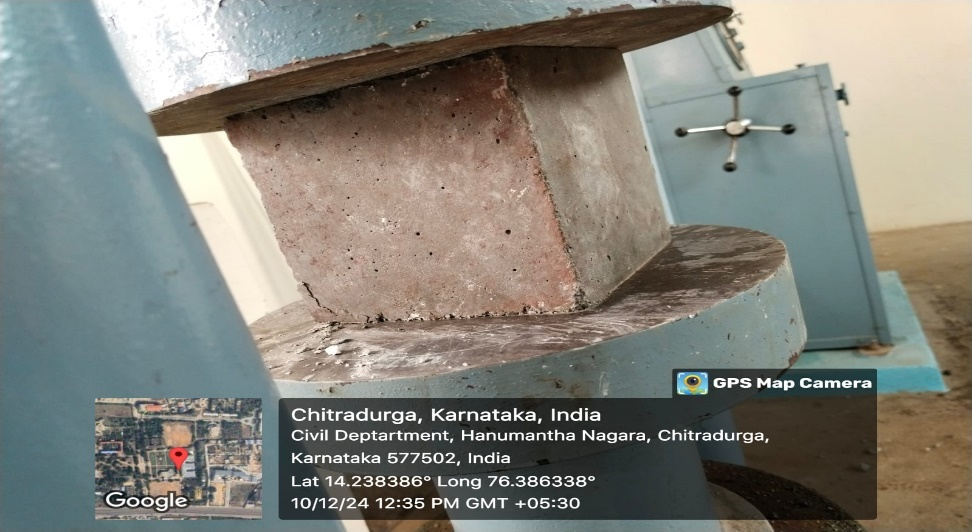 GPS Map Camera
Chitradurga, Karnataka, India
Civil Deptartment, Hanumantha Nagara, Chitradurga,
Karnataka 577502, India
Lat 14.238386° Long 76.386338°
10/12/24 12:35 PM GMT +05:30
Google